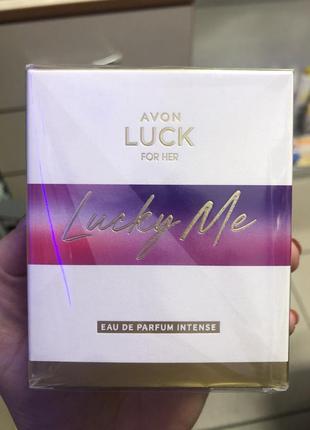 AVON
LUCK
FOR HER
Lucky Me
EAU DE PARFUM INTENSE